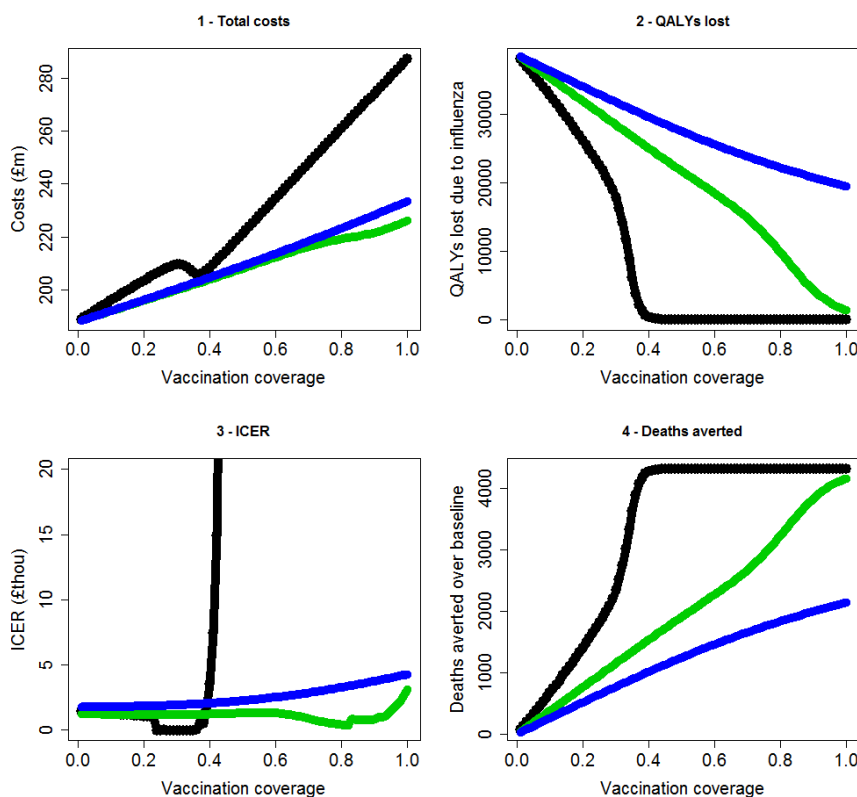 1 - Total costs
Costs (£m)
280
260
240
220
200
0.0 0.2 0.4 0.6 0.8 1.0
Vaccination coverage
2 - QALYs lost
QALYs lost due to influenza
30000
20000
10000
0
0.0 0.2 0.4 0.6 0.8 1.0
Vaccination coverage
3 - ICER
ICER (£thou)
20
15
10
5
0
0.0 0.2 0.4 0.6 0.8 1.0
Vaccination coverage
4 - Deaths averted
Deaths averted over baseline
4000
3000
2000
1000
0
0.0 0.2 0.4 0.6 0.8 1.0
Vaccination coverage